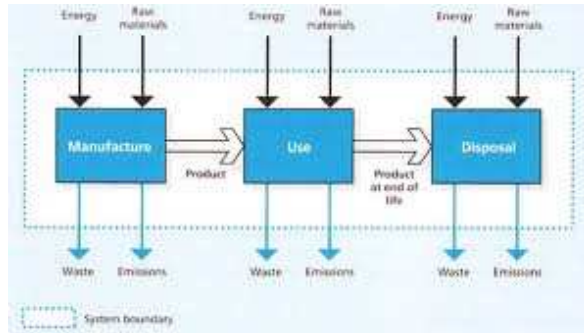 Energy
Raw
materials
Energy
Raw
materials
Energy
Raw
materials
Manufacture
Use
Disposal
Product
Product
at end of
life
Waste
Emissions
Waste
Emissions
Waste
Emissions
System boundary